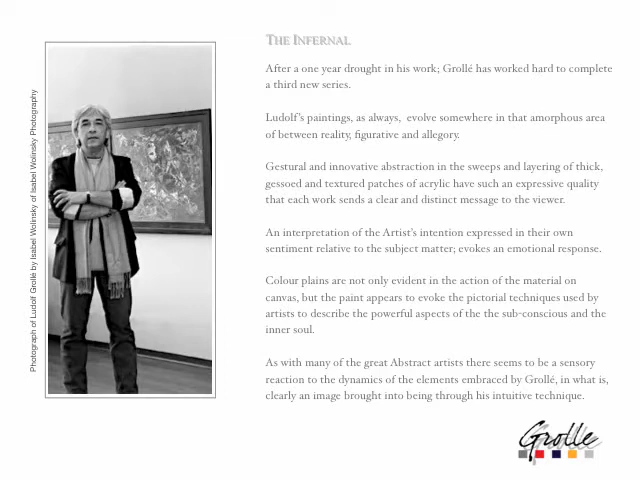 THE INFERNAL
After a one year drought in his work; Grollé has worked hard to complete
a third new series.
Ludolf's paintings, as always, evolve somewhere in that amorphous area
of between reality, figurative and allegory.
Gestural and innovative abstraction in the sweeps and layering of thick,
gessoed and textured patches of acrylic have such an expressive quality
that each work sends a clear and distinct message to the viewer.
An interpretation of the Artist's intention expressed in their own
sentiment relative to the subject matter; evokes an emotional response.
Colour plains are not only evident in the action of the material on
canvas, but the paint appears to evoke the pictorial techniques used by
artists to describe the powerful aspects of the the sub-conscious and the
inner soul.
As with many of the great Abstract artists there seems to be a sensory
reaction to the dynamics of the elements embraced by Grollé, in what is,
clearly an image brought into being through his intuitive technique.
Photograph of Ludolf Grollé by Isabel Wolinsky of Isabel Wolinsky Photography
Grolle